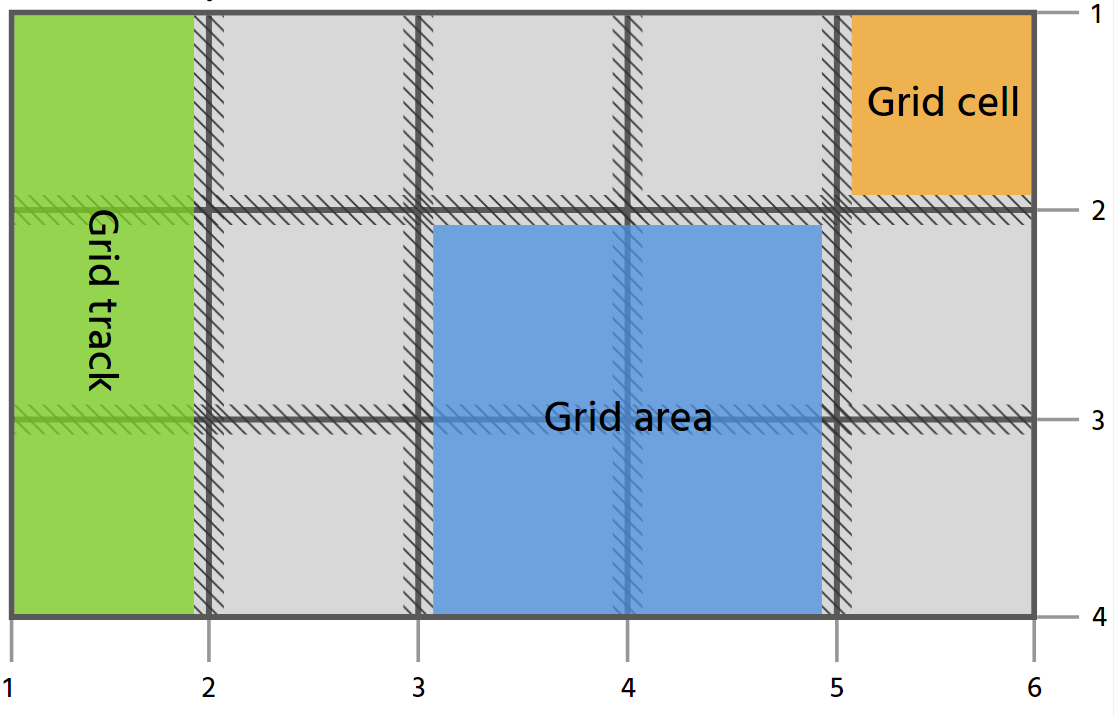 1
Grid cell
2
Grid track
Grid area
3
4
1 2 3 4 5 6